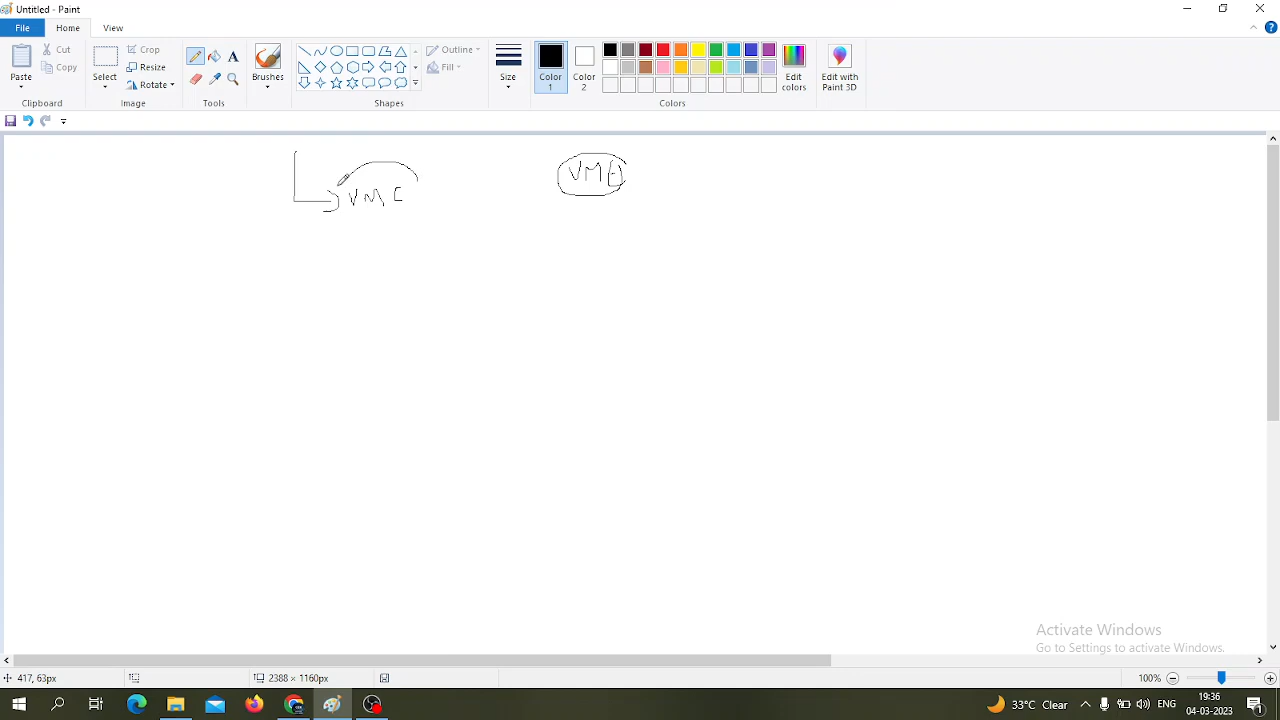 Untitled - Paint
File Home View
Paste
Cut
Copy
Clipboard
Select
Crop
Resize
Rotate
Image
Tools
Brushes
Shapes
Outline
Fill
Size
Color 1
Color 2
Colors
Edit colors
Edit with Paint 3D
VMC
Activate Windows
Go to Settings to activate Windows.
417, 63px
2388 × 1160px
100%
33°C Clear
ENG
19:36
04-03-2023
1